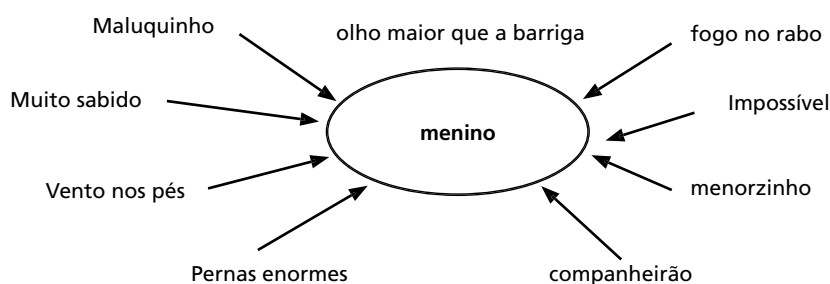 Maluquinho
olho maior que a barriga
fogo no rabo
Muito sabido
Impossível
menino
Vento nos pés
menorzinho
Pernas enormes
companheirão